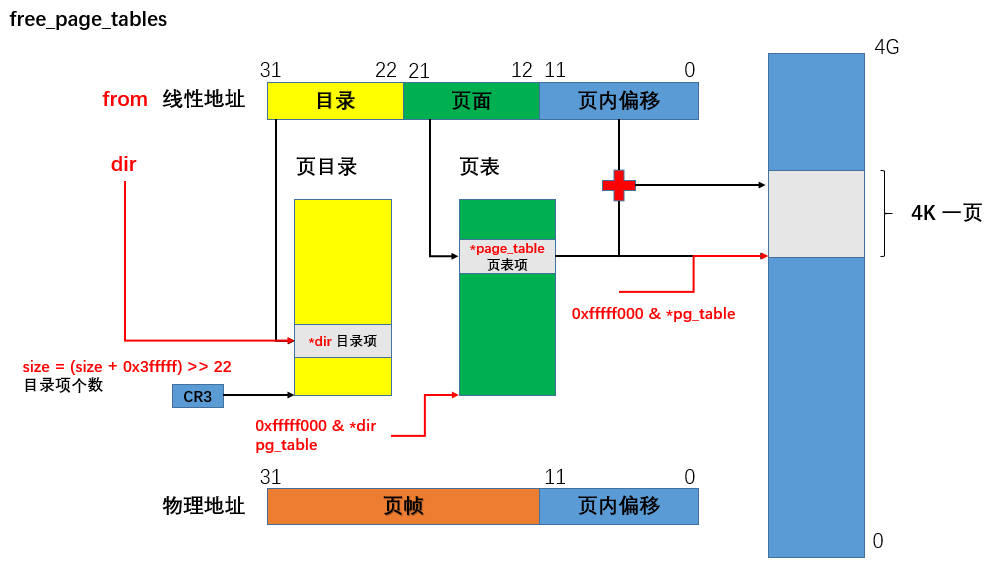 free_page_tables
4G
31
22
21
12
11
0
from 线性地址
目录
页面
页内偏移
dir
页目录
页表
4K 一页
*page_table
页表项
0xfffff000 & *pg_table
*dir 目录项
size = (size + 0x3fffff) >> 22
目录项个数
CR3
0xfffff000 & *dir
pg_table
31
11
0
物理地址
页帧
页内偏移
0